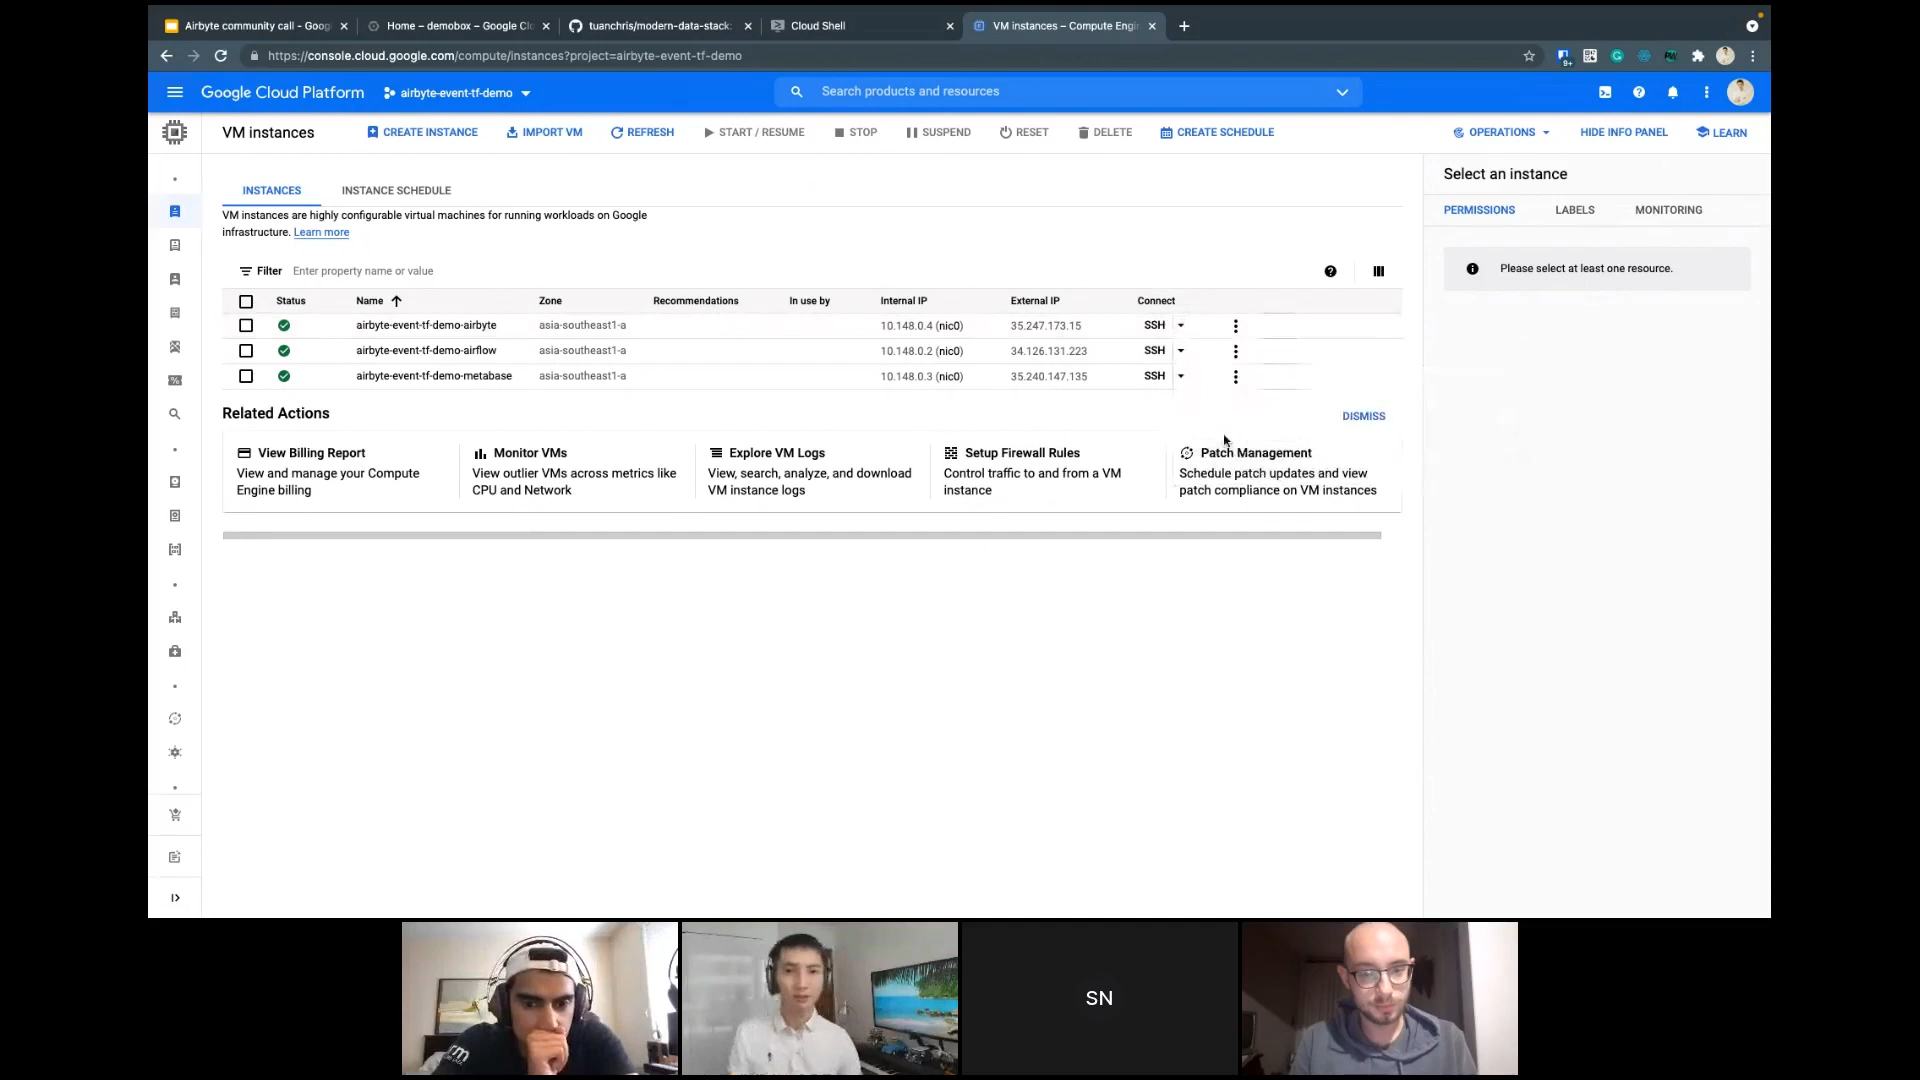 Airbyte community call - Goog
Home – demobox – Google Clo
tuanchris/modern-data-stack:
Cloud Shell
VM instances – Compute Engin
https://console.cloud.google.com/compute/instances?project=airbyte-event-tf-demo
9+
Google Cloud Platform
airbyte-event-tf-demo
Search products and resources
VM instances
CREATE INSTANCE
IMPORT VM
REFRESH
START / RESUME
STOP
SUSPEND
RESET
DELETE
CREATE SCHEDULE
OPERATIONS
HIDE INFO PANEL
LEARN
INSTANCES
INSTANCE SCHEDULE
VM instances are highly configurable virtual machines for running workloads on Google
infrastructure. Learn more
Filter Enter property name or value
Status Name Zone Recommendations In use by Internal IP External IP Connect
airbyte-event-tf-demo-airbyte asia-southeast1-a 10.148.0.4 (nic0) 35.247.173.15 SSH
airbyte-event-tf-demo-airflow asia-southeast1-a 10.148.0.2 (nic0) 34.126.131.223 SSH
airbyte-event-tf-demo-metabase asia-southeast1-a 10.148.0.3 (nic0) 35.240.147.135 SSH
Related Actions
DISMISS
View Billing Report
View and manage your Compute
Engine billing
Monitor VMs
View outlier VMs across metrics like
CPU and Network
Explore VM Logs
View, search, analyze, and download
VM instance logs
Setup Firewall Rules
Control traffic to and from a VM
instance
Patch Management
Schedule patch updates and view
patch compliance on VM instances
Select an instance
PERMISSIONS
LABELS
MONITORING
Please select at least one resource.
SN